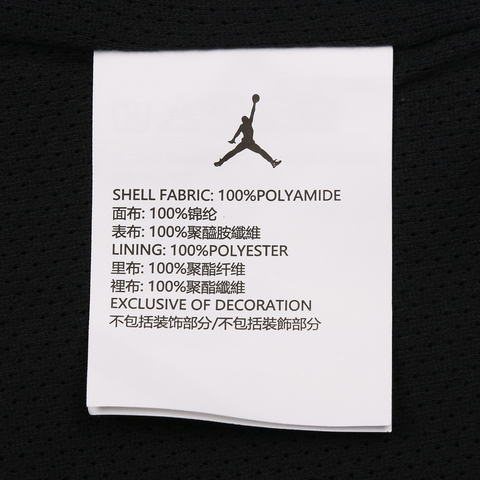 SHELL FABRIC: 100%POLYAMIDE
面布: 100%锦纶
表布: 100%聚醯胺纖維
LINING: 100%POLYESTER
里布: 100%聚酯纤维
裡布: 100%聚酯纖維
EXCLUSIVE OF DECORATION
不包括装饰部分/不包括裝飾部分